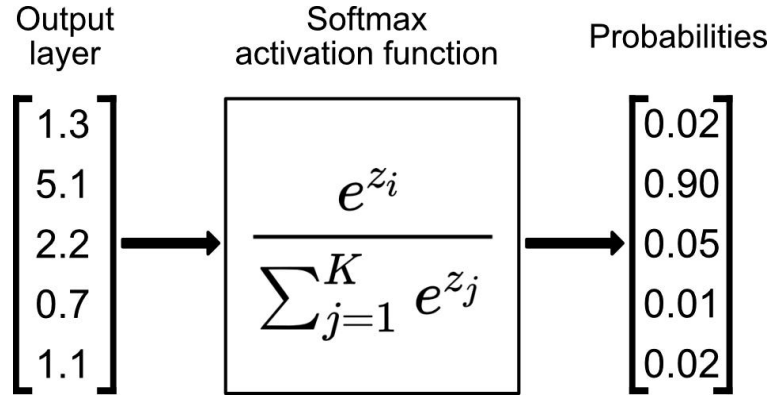 Output
layer
Softmax
activation function
Probabilities
1.3
5.1
2.2
0.7
1.1
e^{z_i}
∑_{j=1}^{K} e^{z_j}
0.02
0.90
0.05
0.01
0.02